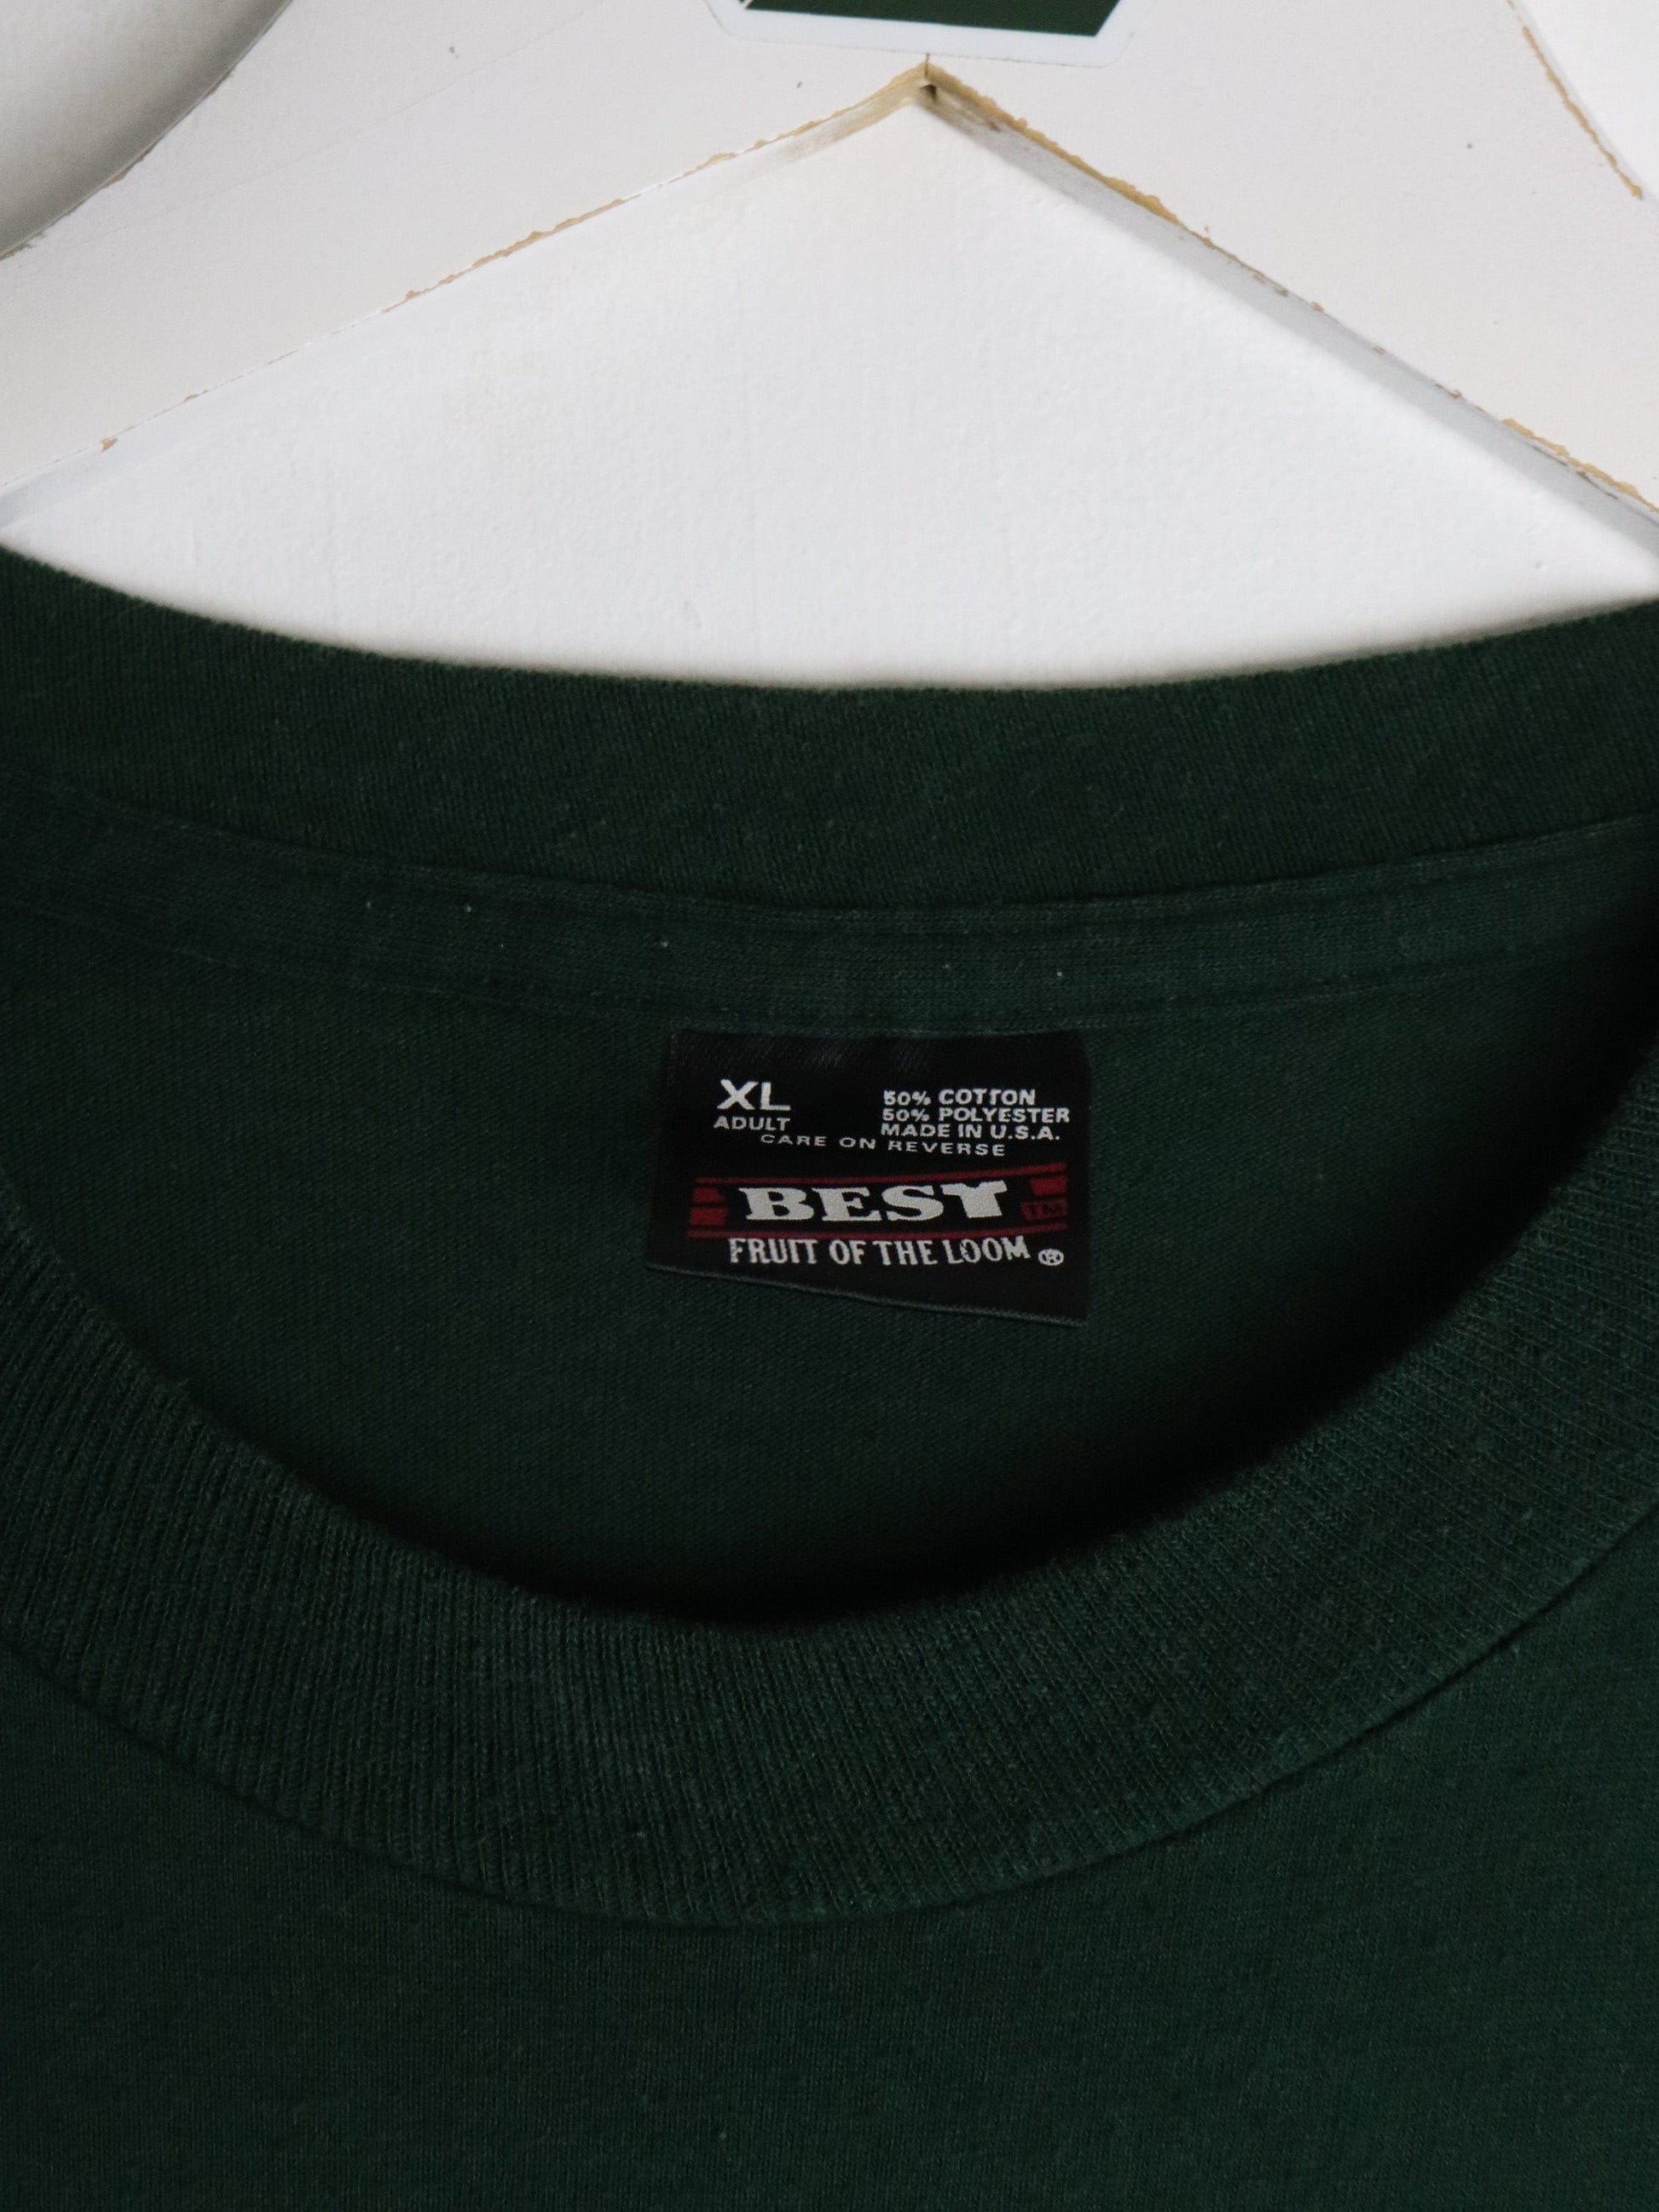 XL
ADULT
50% COTTON
50% POLYESTER
MADE IN U.S.A.
CARE ON REVERSE
BEST TM
FRUIT OF THE LOOM ®